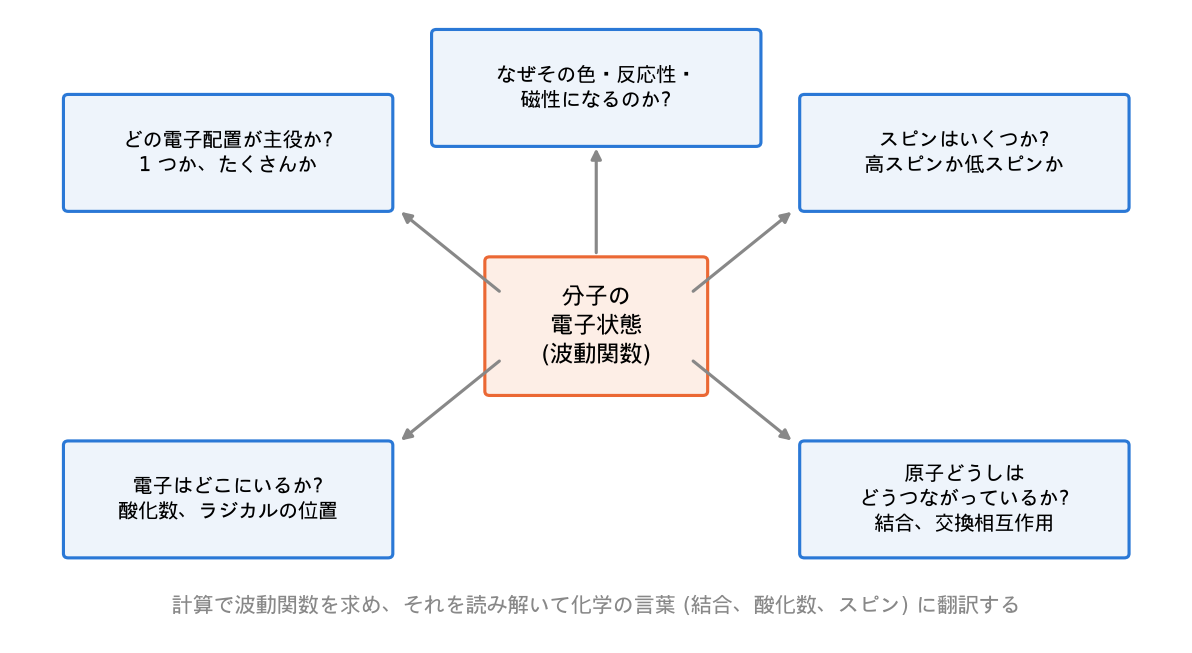 なぜその色・反応性・
磁性になるのか?
どの電子配置が主役か?
1 つか、たくさんか
スピンはいくつか?
高スピンか低スピンか
分子の
電子状態
(波動関数)
電子はどこにいるか?
酸化数、ラジカルの位置
原子どうしは
どうつながっているか?
結合、交換相互作用
計算で波動関数を求め、それを読み解いて化学の言葉 (結合、酸化数、スピン) に翻訳する